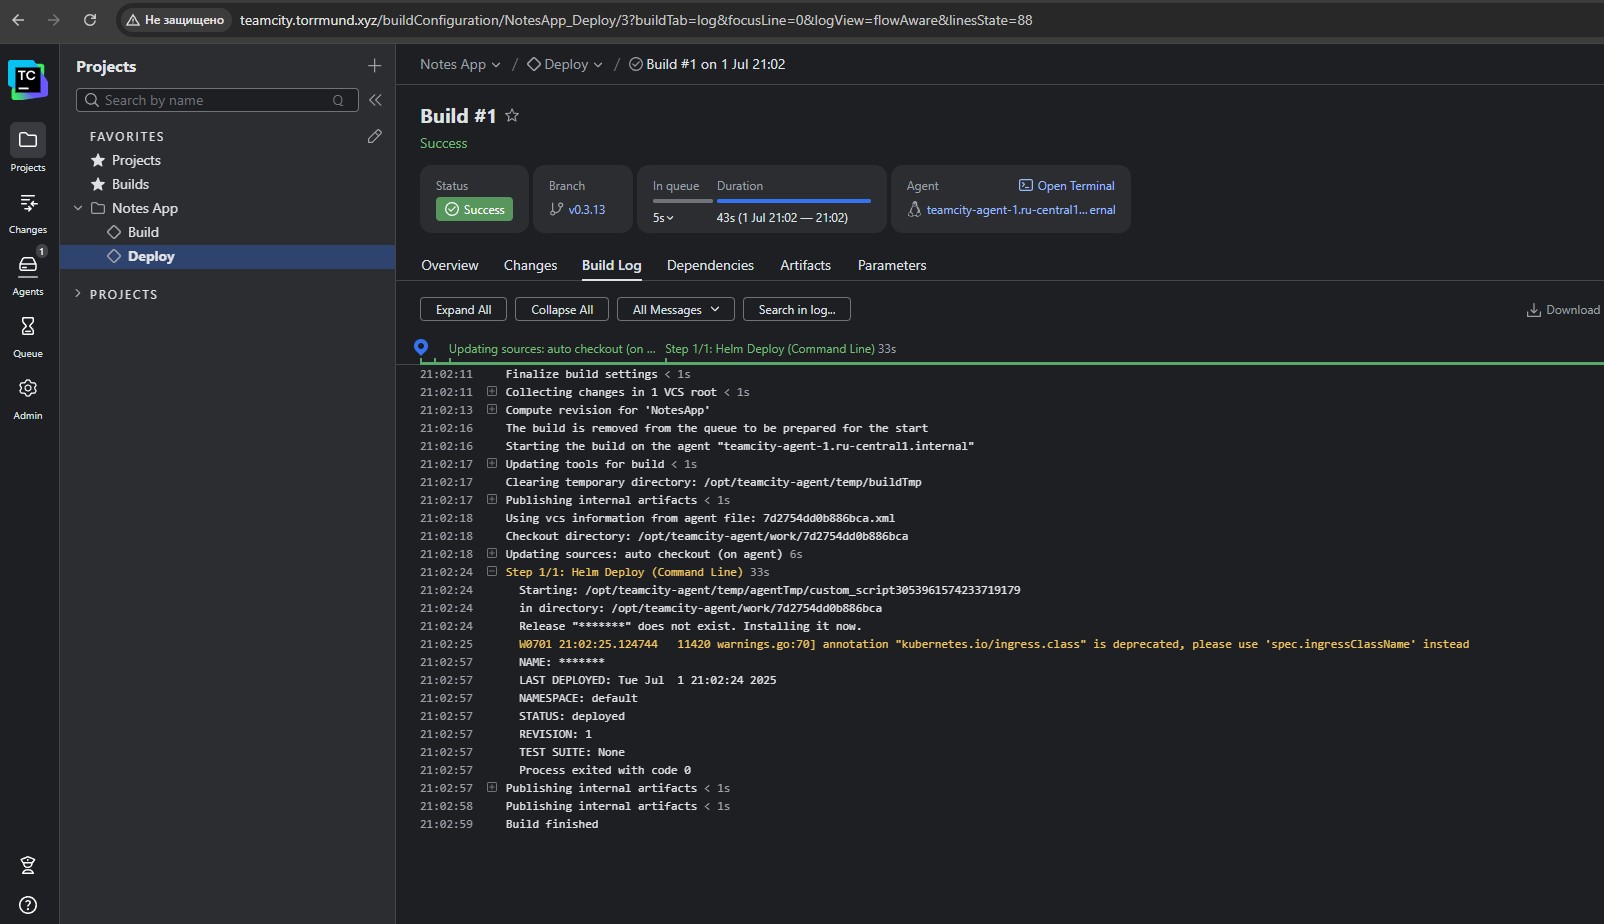 Не защищено teamcity.torrmund.xyz/buildConfiguration/NotesApp_Deploy/3?buildTab=log&focusLine=0&logView=flowAware&linesState=88
TC
Projects
Changes
1
Agents
Queue
Admin
Projects
Search by name Q
FAVORITES
Projects
Builds
Notes App
Build
Deploy
PROJECTS
Notes App / Deploy / Build #1 on 1 Jul 21:02
Build #1
Success
Status
Success
Branch
v0.3.13
In queue Duration
5s 43s (1 Jul 21:02 — 21:02)
Agent Open Terminal
teamcity-agent-1.ru-central1...ernal
Overview Changes Build Log Dependencies Artifacts Parameters
Expand All Collapse All All Messages Search in log... Download
Updating sources: auto checkout (on ... Step 1/1: Helm Deploy (Command Line) 33s
21:02:11 Finalize build settings < 1s
21:02:11 Collecting changes in 1 VCS root < 1s
21:02:13 Compute revision for 'NotesApp'
21:02:16 The build is removed from the queue to be prepared for the start
21:02:16 Starting the build on the agent "teamcity-agent-1.ru-central1.internal"
21:02:17 Updating tools for build < 1s
21:02:17 Clearing temporary directory: /opt/teamcity-agent/temp/buildTmp
21:02:17 Publishing internal artifacts < 1s
21:02:18 Using vcs information from agent file: 7d2754dd0b886bca.xml
21:02:18 Checkout directory: /opt/teamcity-agent/work/7d2754dd0b886bca
21:02:18 Updating sources: auto checkout (on agent) 6s
21:02:24 Step 1/1: Helm Deploy (Command Line) 33s
21:02:24 Starting: /opt/teamcity-agent/temp/agentTmp/custom_script3053961574233719179
21:02:24 in directory: /opt/teamcity-agent/work/7d2754dd0b886bca
21:02:24 Release "*******" does not exist. Installing it now.
21:02:25 W0701 21:02:25.124744 11420 warnings.go:70] annotation "kubernetes.io/ingress.class" is deprecated, please use 'spec.ingressClassName' instead
21:02:57 NAME: *******
21:02:57 LAST DEPLOYED: Tue Jul 1 21:02:24 2025
21:02:57 NAMESPACE: default
21:02:57 STATUS: deployed
21:02:57 REVISION: 1
21:02:57 TEST SUITE: None
21:02:57 Process exited with code 0
21:02:57 Publishing internal artifacts < 1s
21:02:58 Publishing internal artifacts < 1s
21:02:59 Build finished